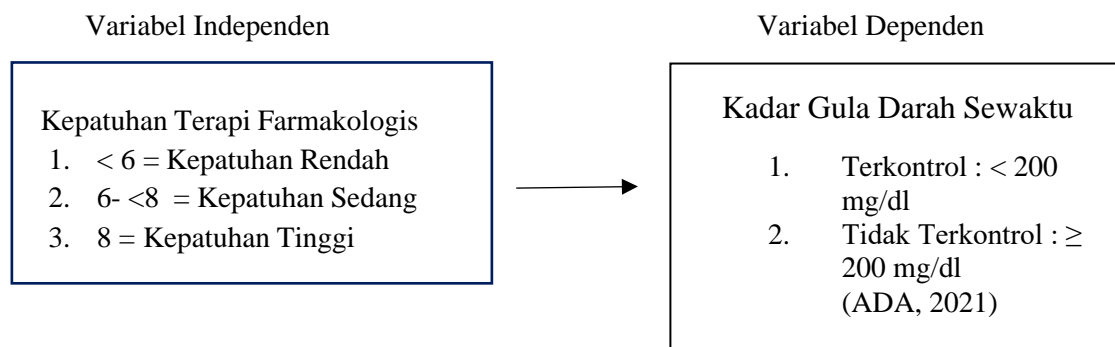 Variabel Independen
Kepatuhan Terapi Farmakologis
1. < 6 = Kepatuhan Rendah
2. 6- <8 = Kepatuhan Sedang
3. 8 = Kepatuhan Tinggi
Variabel Dependen
Kadar Gula Darah Sewaktu
1. Terkontrol : < 200
mg/dl
2. Tidak Terkontrol : ≥
200 mg/dl
(ADA, 2021)